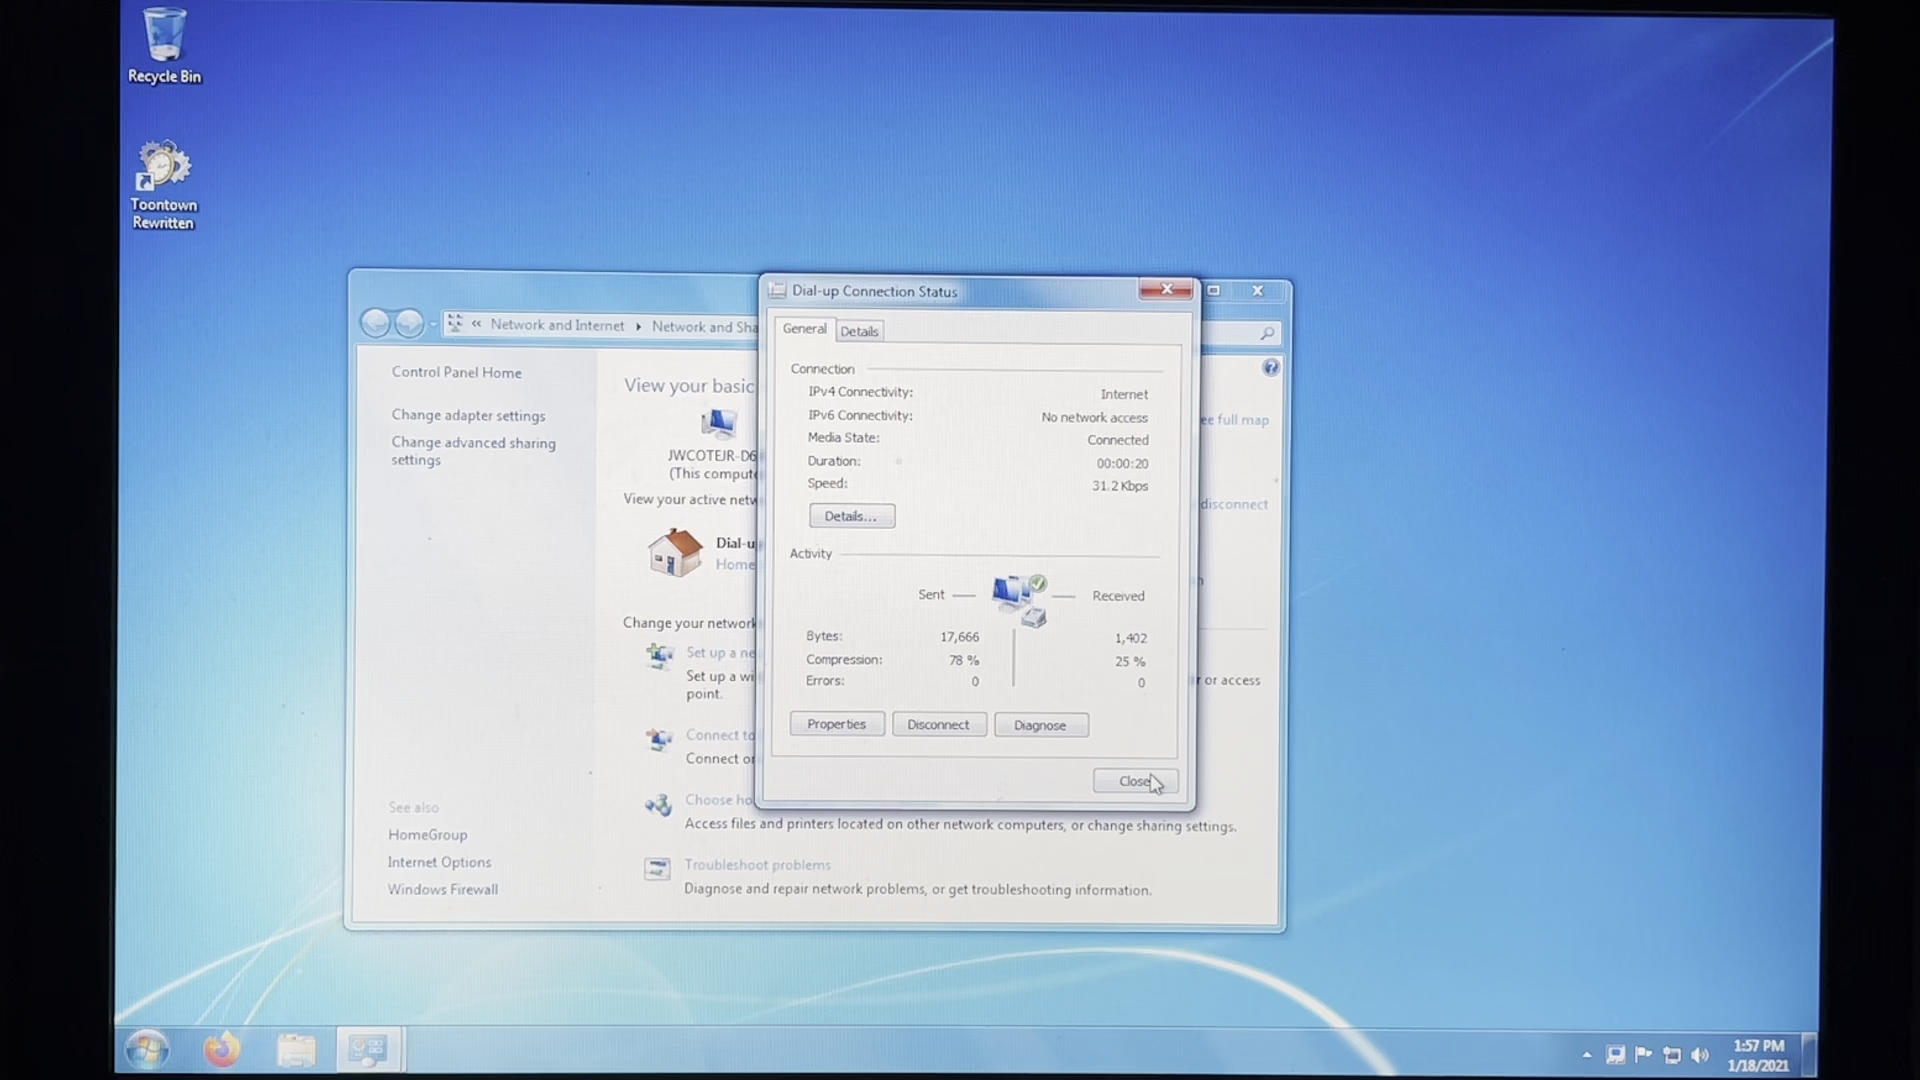 Recycle Bin
Toontown
Rewritten
« Network and Internet ▸ Network and Sha
Control Panel Home
Change adapter settings
Change advanced sharing
settings
See also
HomeGroup
Internet Options
Windows Firewall
View your basic
JWCOTEJR-D6
(This compute
View your active netw
Dial-u
Home
Change your network
Set up a ne
Set up a wi
point.
Connect to
Connect or
Choose ho
Access files and printers located on other network computers, or change sharing settings.
Troubleshoot problems
Diagnose and repair network problems, or get troubleshooting information.
ee full map
disconnect
r or access
Dial-up Connection Status
General
Details
Connection
IPv4 Connectivity: Internet
IPv6 Connectivity: No network access
Media State: Connected
Duration: 00:00:20
Speed: 31.2 Kbps
Details...
Activity
Sent — — Received
Bytes: 17,666 1,402
Compression: 78 % 25 %
Errors: 0 0
Properties Disconnect Diagnose
Close
1:57 PM
1/18/2021